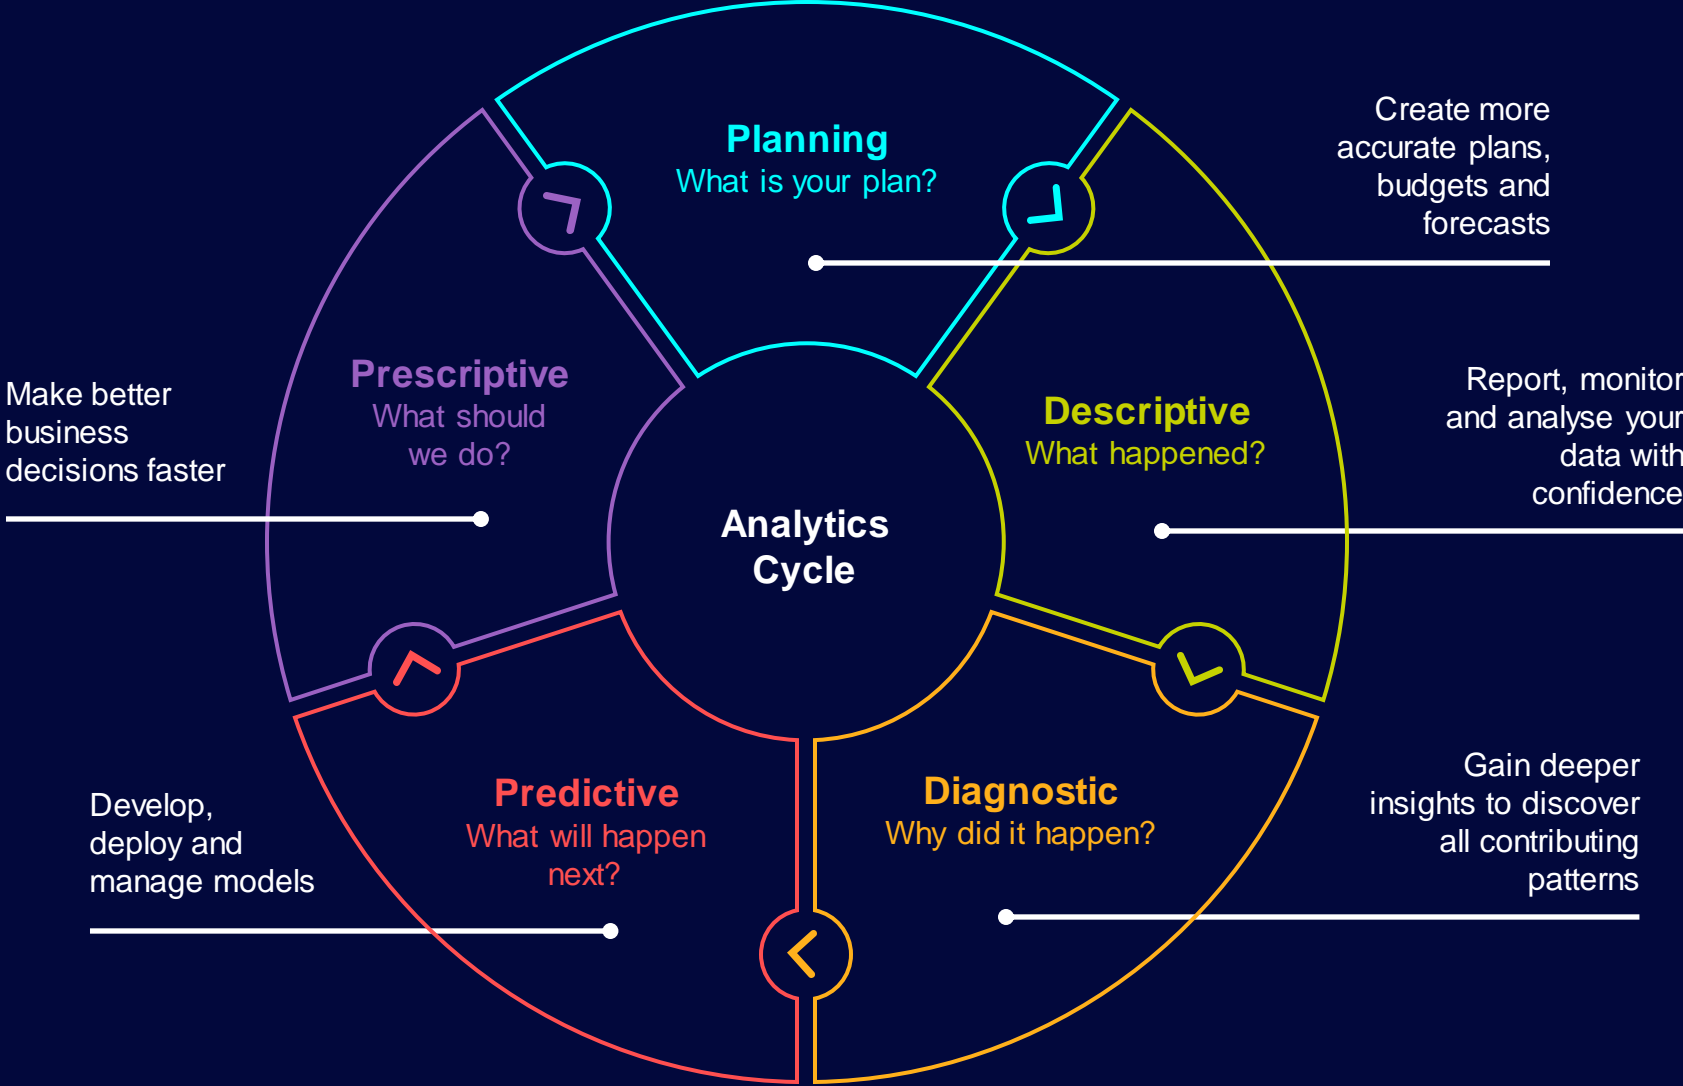 Planning
What is your plan?
Create more
accurate plans,
budgets and
forecasts
Descriptive
What happened?
Report, monitor
and analyse your
data with
confidence
Diagnostic
Why did it happen?
Gain deeper
insights to discover
all contributing
patterns
Predictive
What will happen
next?
Develop,
deploy and
manage models
Prescriptive
What should
we do?
Make better
business
decisions faster
Analytics
Cycle